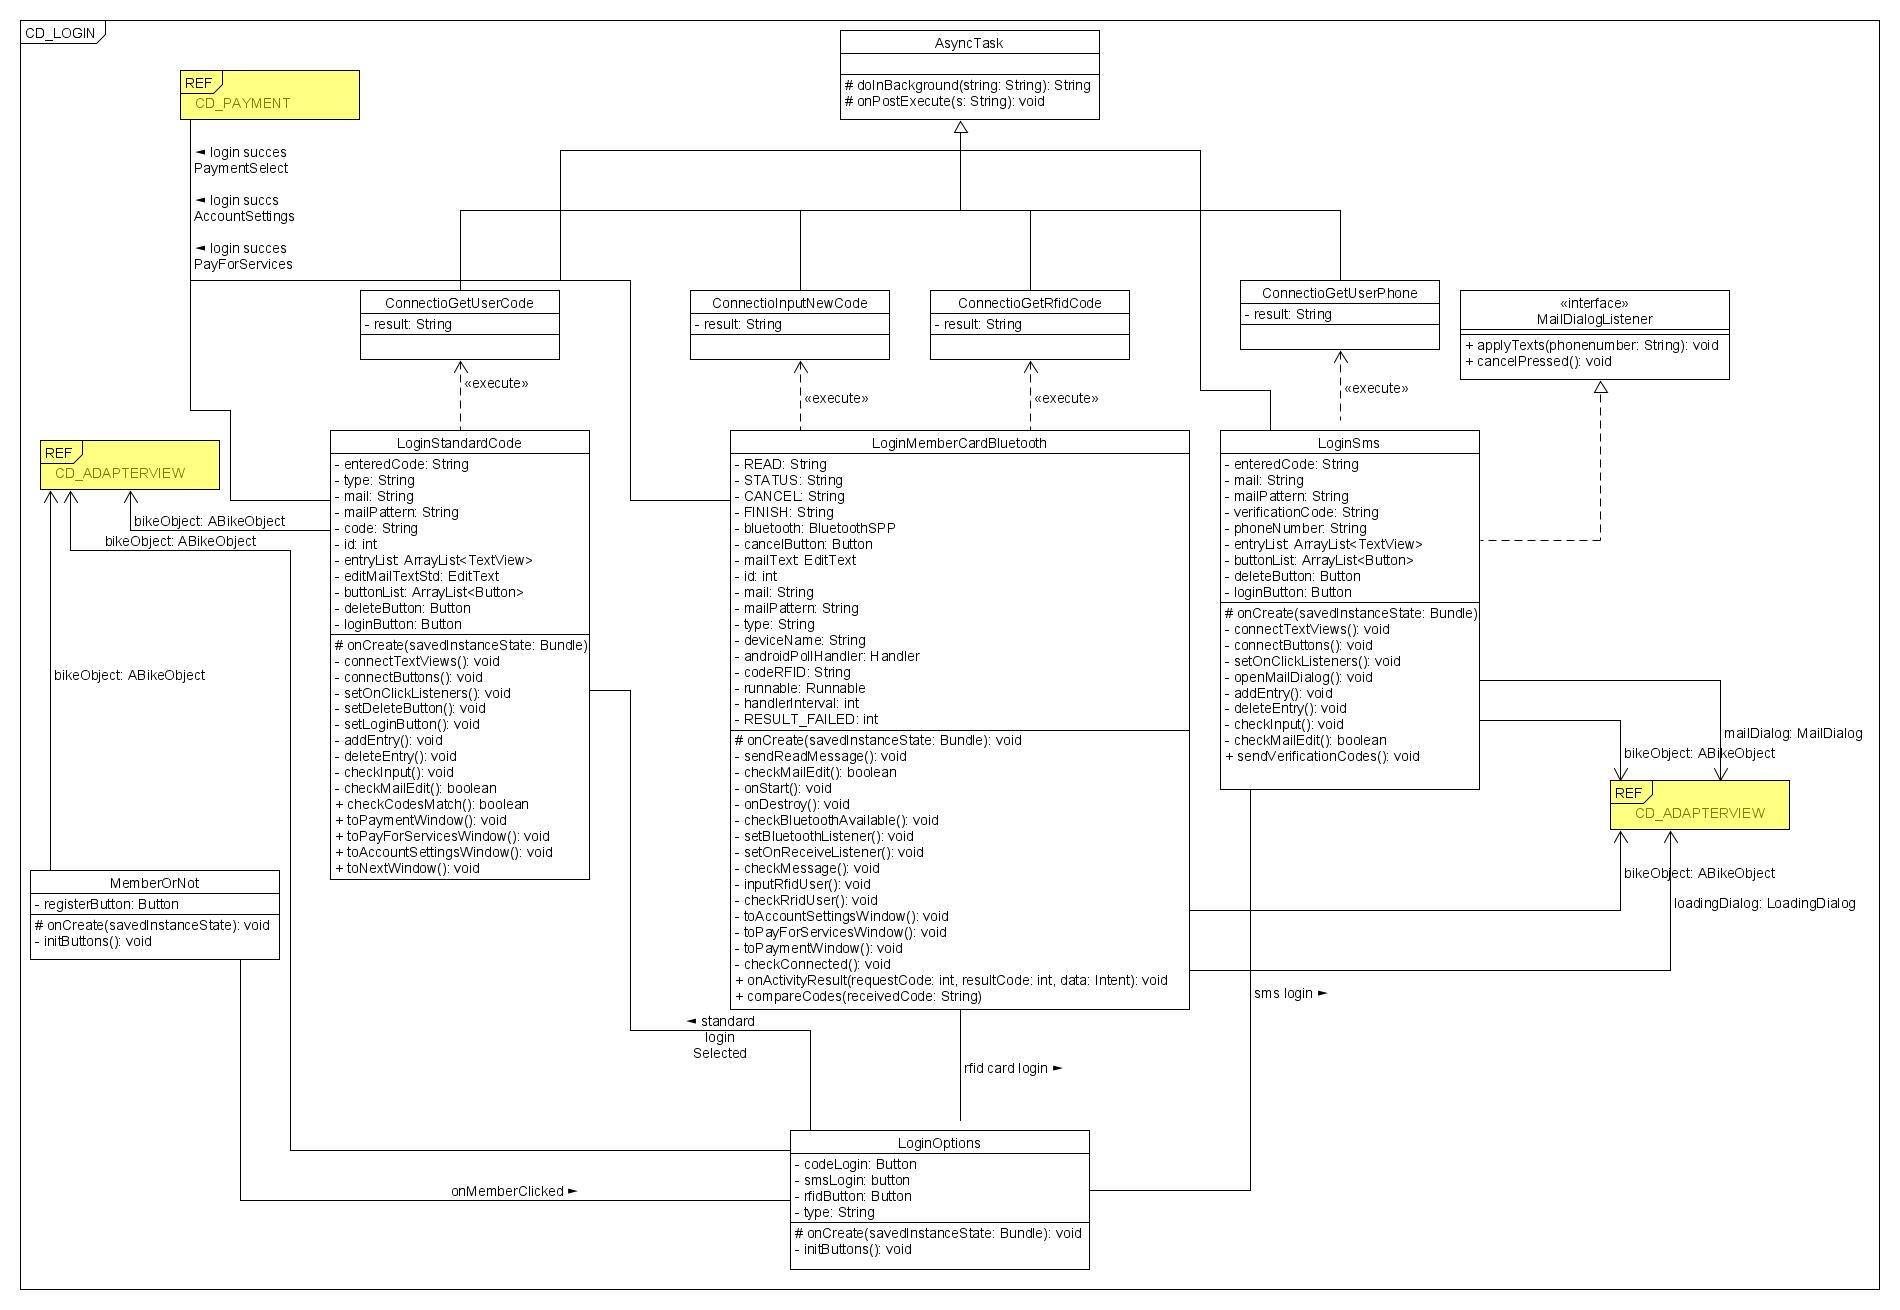 CD_LOGIN
AsyncTask
# doInBackground(string: String): String
# onPostExecute(s: String): void
REF
CD_PAYMENT
◄ login succes
PaymentSelect
◄ login succs
AccountSettings
◄ login succes
PayForServices
ConnectioGetUserCode
- result: String
ConnectioInputNewCode
- result: String
ConnectioGetRfidCode
- result: String
ConnectioGetUserPhone
- result: String
«interface»
MailDialogListener
+ applyTexts(phonenumber: String): void
+ cancelPressed(): void
«execute»
«execute»
«execute»
«execute»
REF
CD_ADAPTERVIEW
bikeObject: ABikeObject
bikeObject: ABikeObject
bikeObject: ABikeObject
LoginStandardCode
- enteredCode: String
- type: String
- mail: String
- mailPattern: String
- code: String
- id: int
- entryList: ArrayList<TextView>
- editMailTextStd: EditText
- buttonList: ArrayList<Button>
- deleteButton: Button
- loginButton: Button
# onCreate(savedInstanceState: Bundle)
- connectTextViews(): void
- connectButtons(): void
- setOnClickListeners(): void
- setDeleteButton(): void
- setLoginButton(): void
- addEntry(): void
- deleteEntry(): void
- checkInput(): void
- checkMailEdit(): boolean
+ checkCodesMatch(): boolean
+ toPaymentWindow(): void
+ toPayForServicesWindow(): void
+ toAccountSettingsWindow(): void
+ toNextWindow(): void
LoginMemberCardBluetooth
- READ: String
- STATUS: String
- CANCEL: String
- FINISH: String
- bluetooth: BluetoothSPP
- cancelButton: Button
- mailText: EditText
- id: int
- mail: String
- mailPattern: String
- type: String
- deviceName: String
- androidPollHandler: Handler
- codeRFID: String
- runnable: Runnable
- handlerInterval: int
- RESULT_FAILED: int
# onCreate(savedInstanceState: Bundle): void
- sendReadMessage(): void
- checkMailEdit(): boolean
- onStart(): void
- onDestroy(): void
- checkBluetoothAvailable(): void
- setBluetoothListener(): void
- setOnReceiveListener(): void
- checkMessage(): void
- inputRfidUser(): void
- checkRridUser(): void
- toAccountSettingsWindow(): void
- toPayForServicesWindow(): void
- toPaymentWindow(): void
- checkConnected(): void
+ onActivityResult(requestCode: int, resultCode: int, data: Intent): void
+ compareCodes(receivedCode: String)
LoginSms
- enteredCode: String
- mail: String
- mailPattern: String
- verificationCode: String
- phoneNumber: String
- entryList: ArrayList<TextView>
- buttonList: ArrayList<Button>
- deleteButton: Button
- loginButton: Button
# onCreate(savedInstanceState: Bundle)
- connectTextViews(): void
- connectButtons(): void
- setOnClickListeners(): void
- openMailDialog(): void
- addEntry(): void
- deleteEntry(): void
- checkInput(): void
- checkMailEdit(): boolean
+ sendVerificationCodes(): void
mailDialog: MailDialog
bikeObject: ABikeObject
REF
CD_ADAPTERVIEW
bikeObject: ABikeObject
loadingDialog: LoadingDialog
MemberOrNot
- registerButton: Button
# onCreate(savedInstanceState): void
- initButtons(): void
◄ standard
login
Selected
rfid card login ►
sms login ►
onMemberClicked ►
LoginOptions
- codeLogin: Button
- smsLogin: button
- rfidButton: Button
- type: String
# onCreate(savedInstanceState: Bundle): void
- initButtons(): void